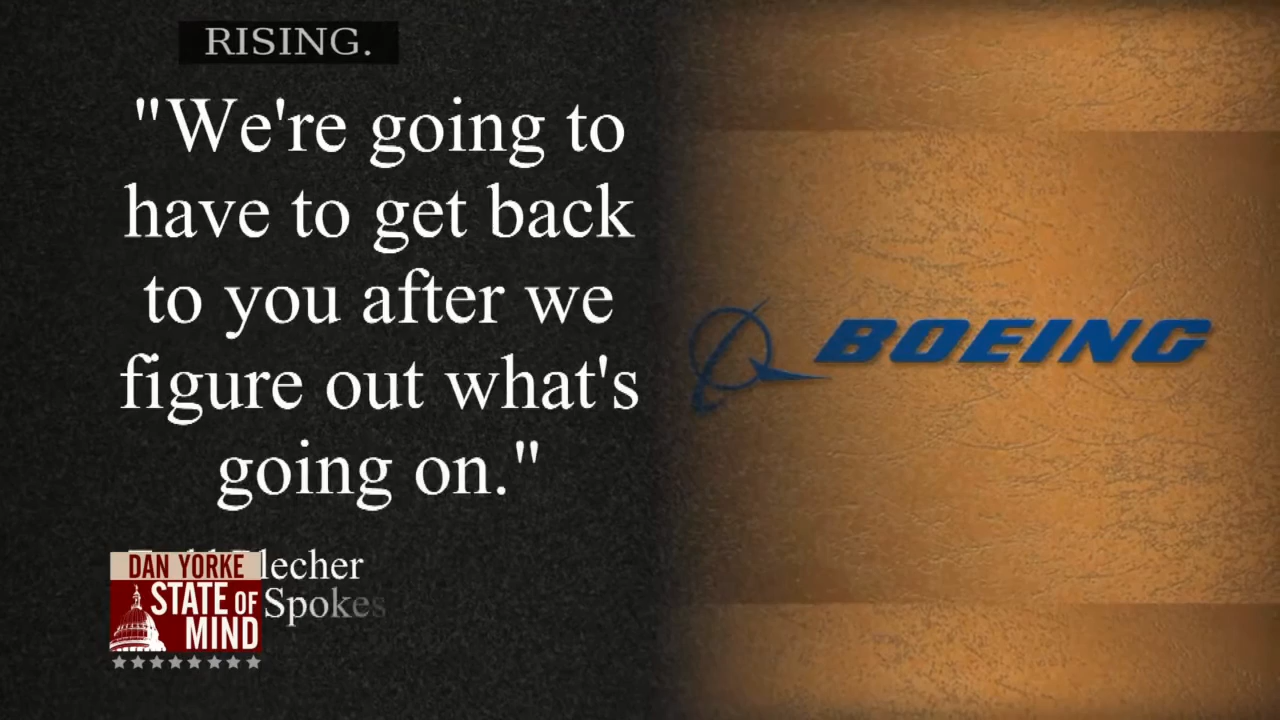 RISING.
"We're going to
have to get back
to you after we
figure out what's
going on."
BOEING
lecher
Spokes
DAN YORKE
STATE OF
MIND